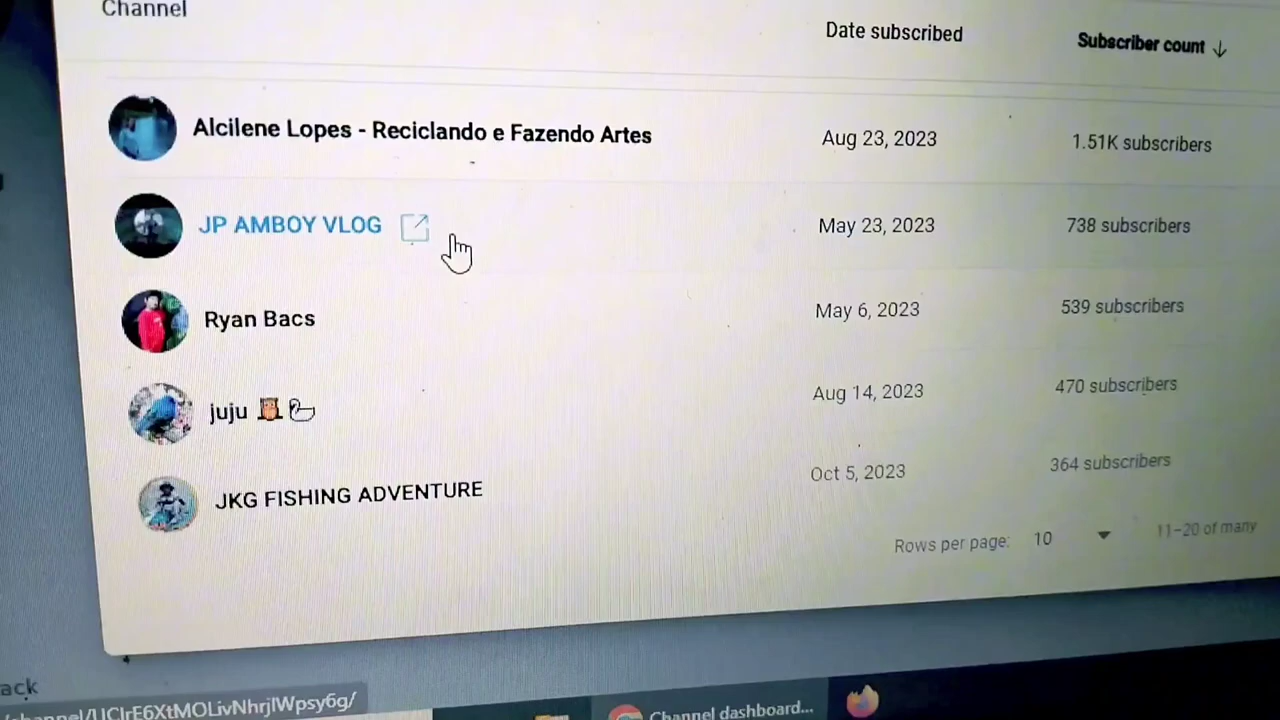 Channel
Date subscribed
Subscriber count ↓
Alcilene Lopes - Reciclando e Fazendo Artes
Aug 23, 2023
1.51K subscribers
JP AMBOY VLOG
May 23, 2023
738 subscribers
Ryan Bacs
May 6, 2023
539 subscribers
juju 🦉🦢
Aug 14, 2023
470 subscribers
JKG FISHING ADVENTURE
Oct 5, 2023
364 subscribers
Rows per page: 10
11–20 of many
ack
Channel dashboard...